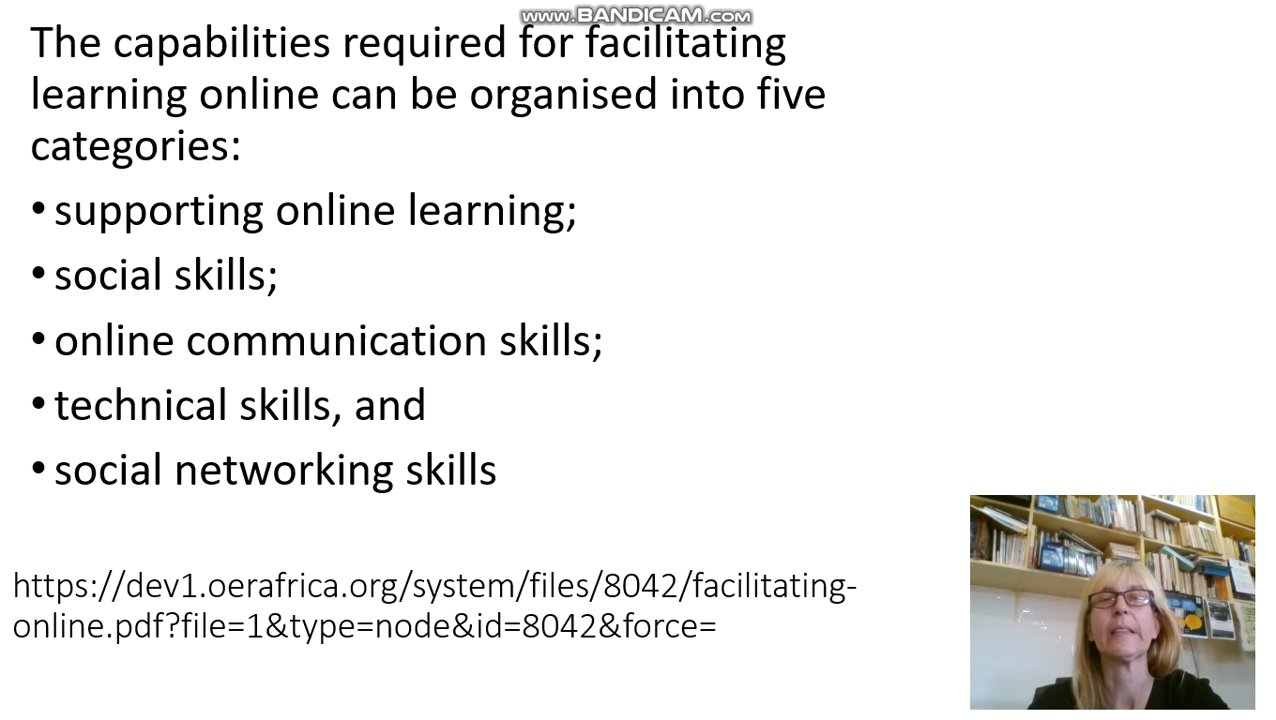 www.BANDICAM.com
The capabilities required for facilitating
learning online can be organised into five
categories:
• supporting online learning;
• social skills;
• online communication skills;
• technical skills, and
• social networking skills
https://dev1.oerafrica.org/system/files/8042/facilitating-
online.pdf?file=1&type=node&id=8042&force=